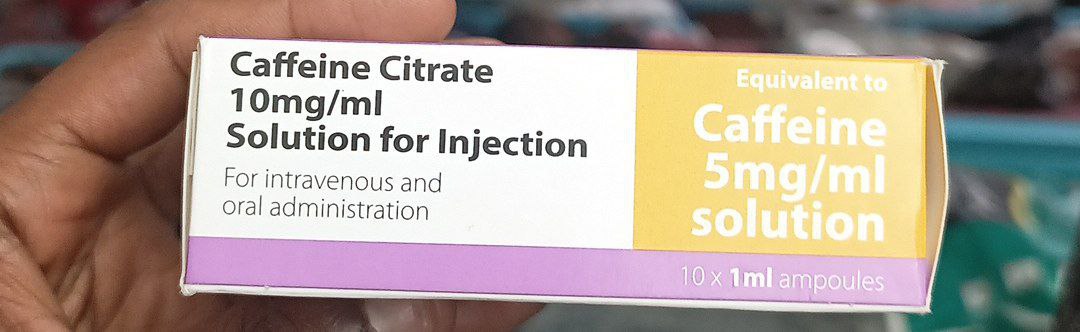 Caffeine Citrate
10mg/ml
Solution for Injection
For intravenous and
oral administration
Equivalent to
Caffeine
5mg/ml
solution
10 x 1ml ampoules